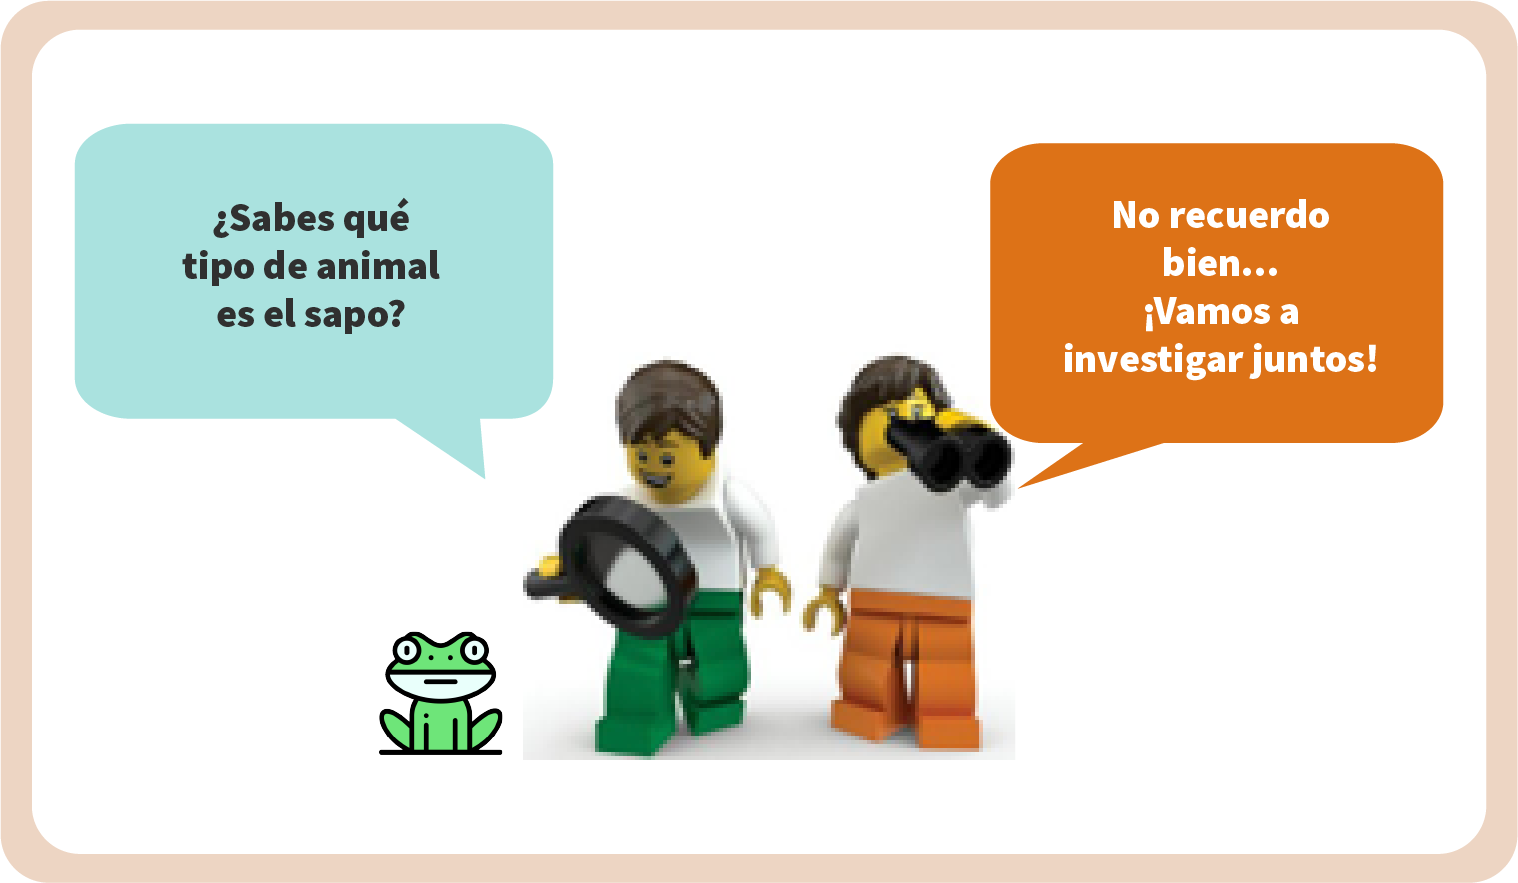 ¿Sabes qué
tipo de animal
es el sapo?
No recuerdo
bien...
¡Vamos a
investigar juntos!